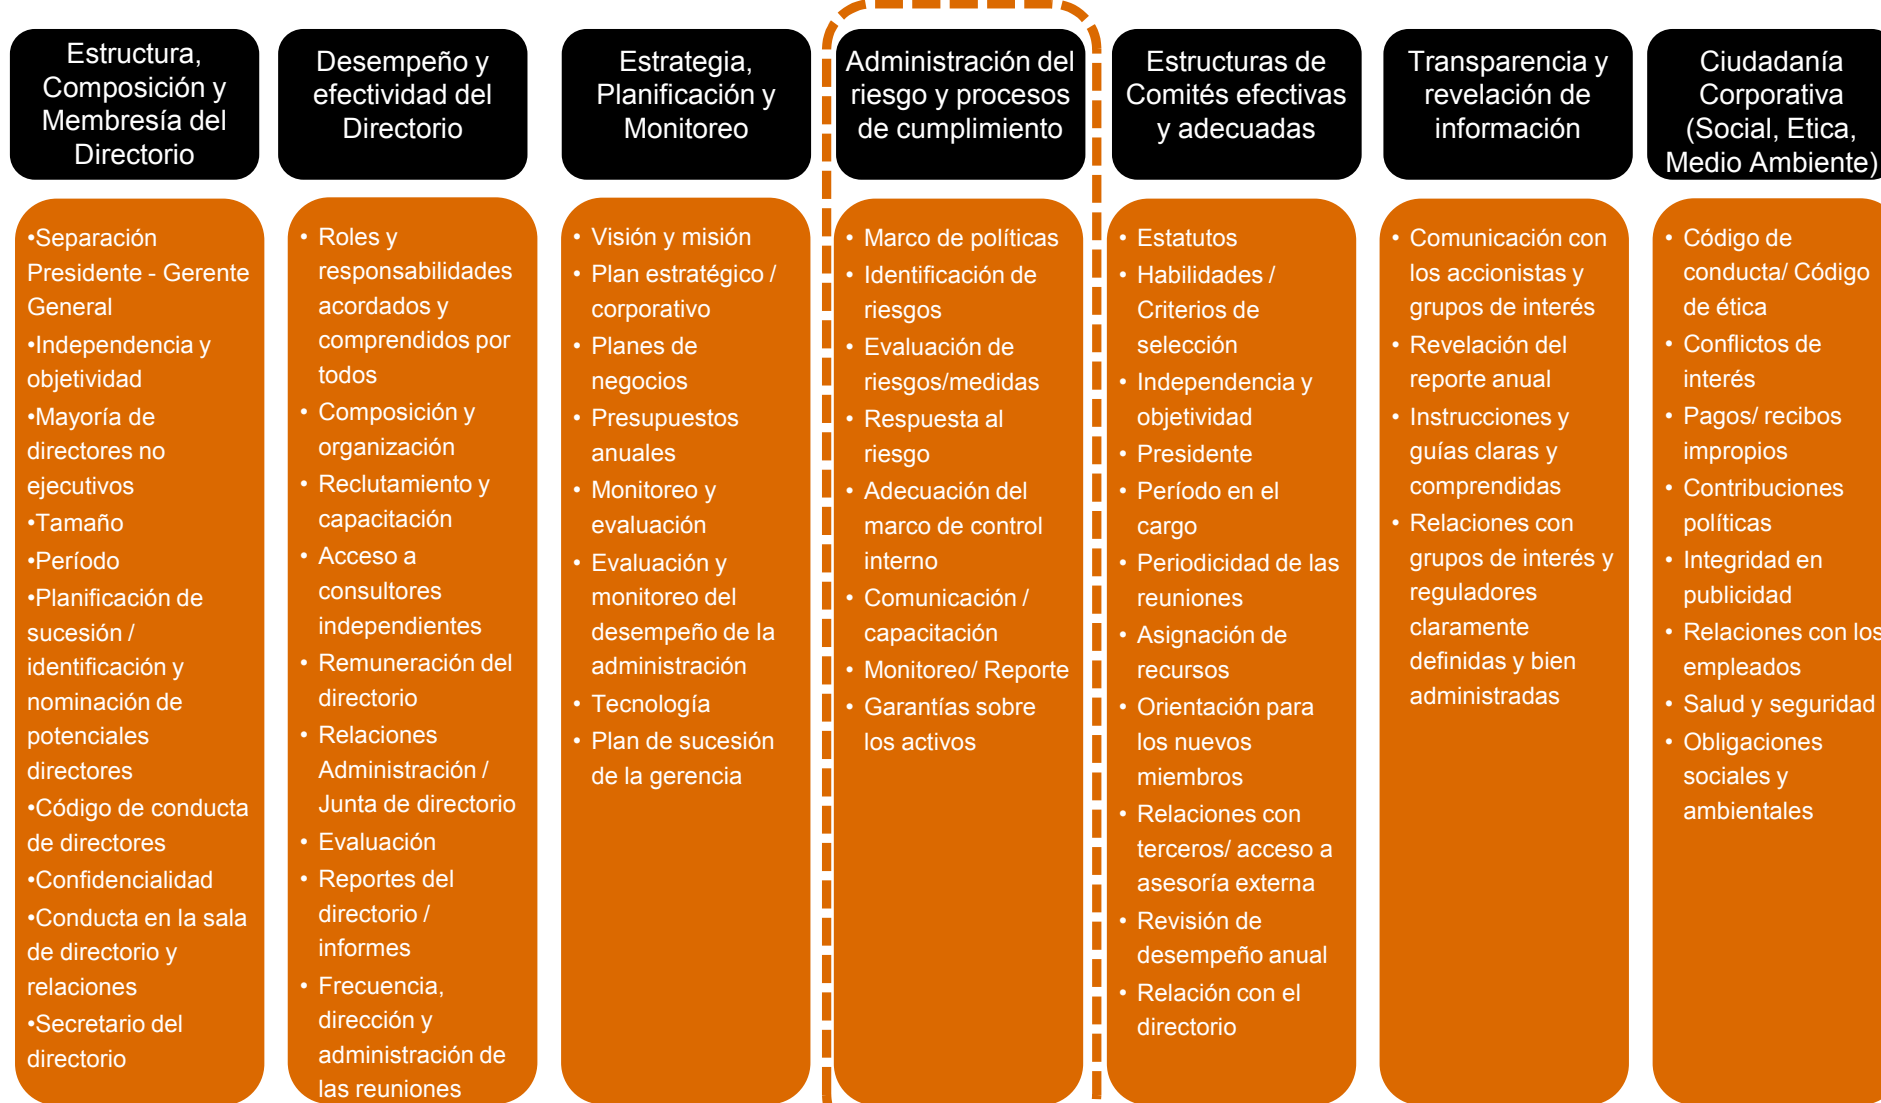 Estructura,
Composición y
Membresía del
Directorio
•Separación
Presidente - Gerente
General
•Independencia y
objetividad
•Mayoría de
directores no
ejecutivos
•Tamaño
•Período
•Planificación de
sucesión /
identificación y
nominación de
potenciales
directores
•Código de conducta
de directores
•Confidencialidad
•Conducta en la sala
de directorio y
relaciones
•Secretario del
directorio
Desempeño y
efectividad del
Directorio
• Roles y
responsabilidades
acordados y
comprendidos por
todos
• Composición y
organización
• Reclutamiento y
capacitación
• Acceso a
consultores
independientes
• Remuneración del
directorio
• Relaciones
Administración /
Junta de directorio
• Evaluación
• Reportes del
directorio /
informes
• Frecuencia,
dirección y
administración de
las reuniones
Estrategia,
Planificación y
Monitoreo
• Visión y misión
• Plan estratégico /
corporativo
• Planes de
negocios
• Presupuestos
anuales
• Monitoreo y
evaluación
• Evaluación y
monitoreo del
desempeño de la
administración
• Tecnología
• Plan de sucesión
de la gerencia
Administración del
riesgo y procesos
de cumplimiento
• Marco de políticas
• Identificación de
riesgos
• Evaluación de
riesgos/medidas
• Respuesta al
riesgo
• Adecuación del
marco de control
interno
• Comunicación /
capacitación
• Monitoreo/ Reporte
• Garantías sobre
los activos
Estructuras de
Comités efectivas
y adecuadas
• Estatutos
• Habilidades /
Criterios de
selección
• Independencia y
objetividad
• Presidente
• Período en el
cargo
• Periodicidad de las
reuniones
• Asignación de
recursos
• Orientación para
los nuevos
miembros
• Relaciones con
terceros/ acceso a
asesoría externa
• Revisión de
desempeño anual
• Relación con el
directorio
Transparencia y
revelación de
información
• Comunicación con
los accionistas y
grupos de interés
• Revelación del
reporte anual
• Instrucciones y
guías claras y
comprendidas
• Relaciones con
grupos de interés y
reguladores
claramente
definidas y bien
administradas
Ciudadanía
Corporativa
(Social, Etica,
Medio Ambiente)
• Código de
conducta/ Código
de ética
• Conflictos de
interés
• Pagos/ recibos
impropios
• Contribuciones
políticas
• Integridad en
publicidad
• Relaciones con los
empleados
• Salud y seguridad
• Obligaciones
sociales y
ambientales